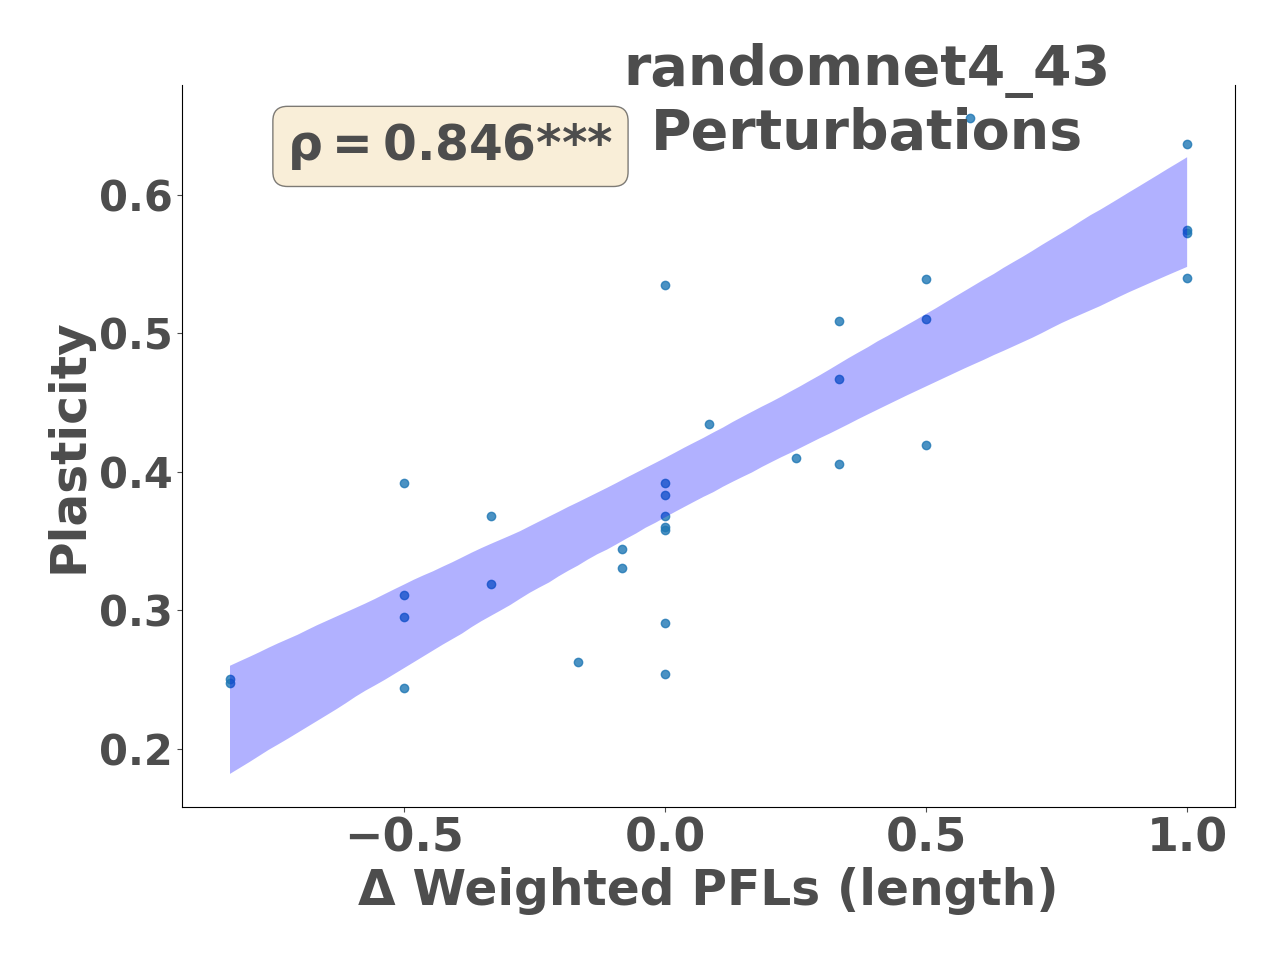 randomnet4_43
Perturbations
ρ = 0.846***
0.6
0.5
0.4
0.3
0.2
Plasticity
−0.5 0.0 0.5 1.0
Δ Weighted PFLs (length)